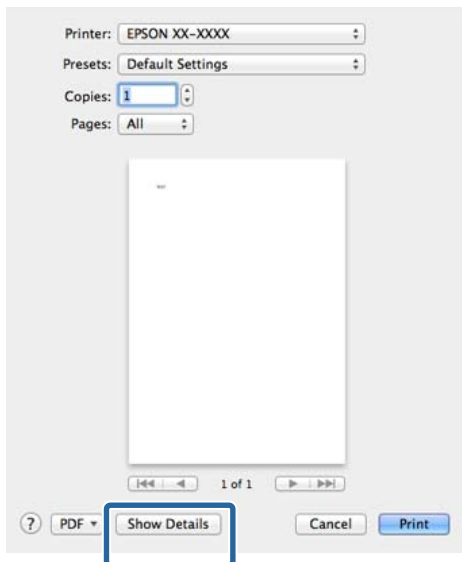 Printer: EPSON XX-XXXX
Presets: Default Settings
Copies: 1
Pages: All
1 of 1
? PDF Show Details Cancel Print